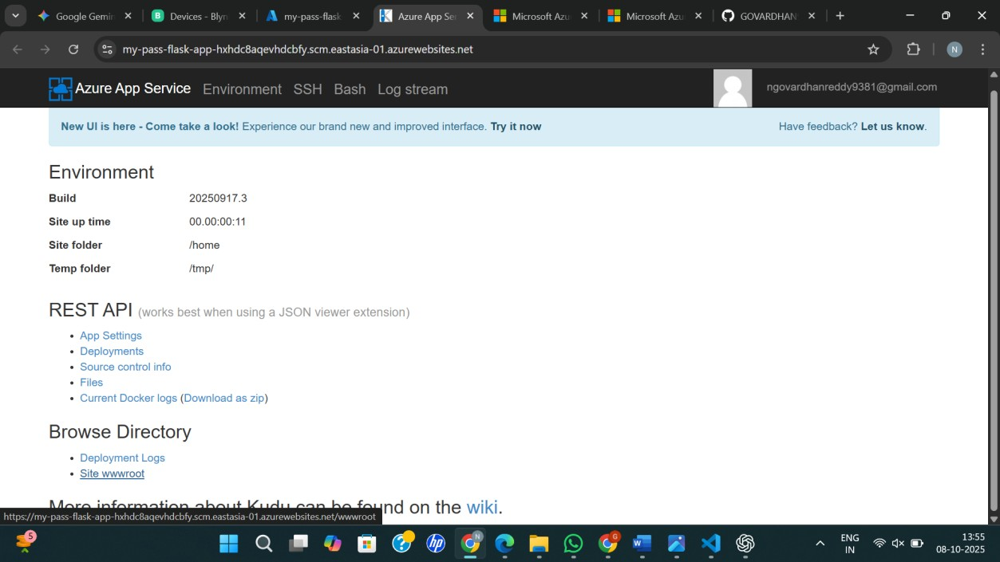 Google Gemin
Devices - Blyn
my-pass-flask
Azure App Ser
Microsoft Azu
Microsoft Azu
GOVARDHAN
my-pass-flask-app-hxhdc8aqevhdcbfy.scm.eastasia-01.azurewebsites.net
N
Azure App Service Environment SSH Bash Log stream
ngovardhanreddy9381@gmail.com
New UI is here - Come take a look! Experience our brand new and improved interface. Try it now
Have feedback? Let us know.
Environment
Build 20250917.3
Site up time 00.00:00:11
Site folder /home
Temp folder /tmp/
REST API (works best when using a JSON viewer extension)
App Settings
Deployments
Source control info
Files
Current Docker logs (Download as zip)
Browse Directory
Deployment Logs
Site wwwroot
More information about Kudu can be found on the wiki.
https://my-pass-flask-app-hxhdc8aqevhdcbfy.scm.eastasia-01.azurewebsites.net/wwwroot
5
hp
N
G
W
ENG
IN
13:55
08-10-2025